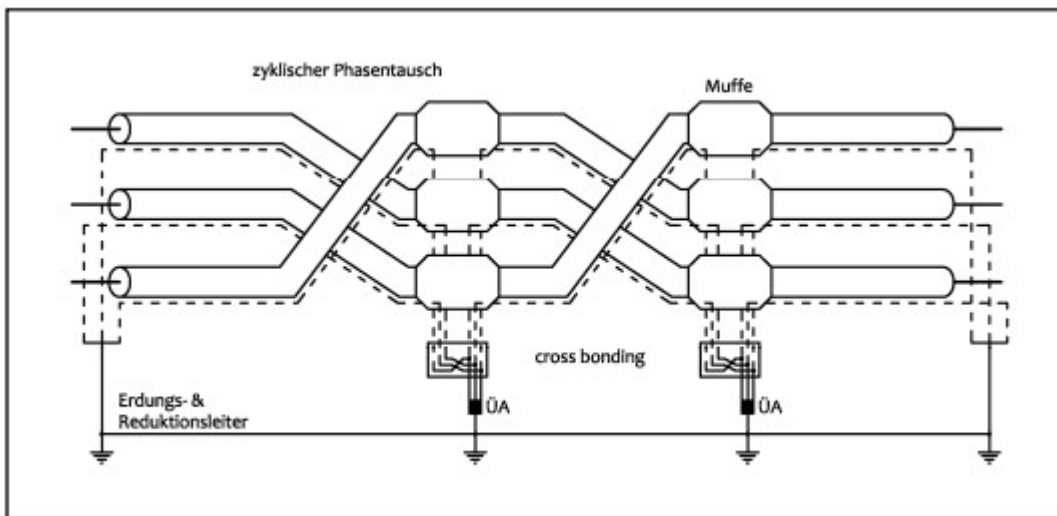 zyklischer Phasentausch
Muffe
cross bonding
Erdungs- &
Reduktionsleiter
ÜA
ÜA